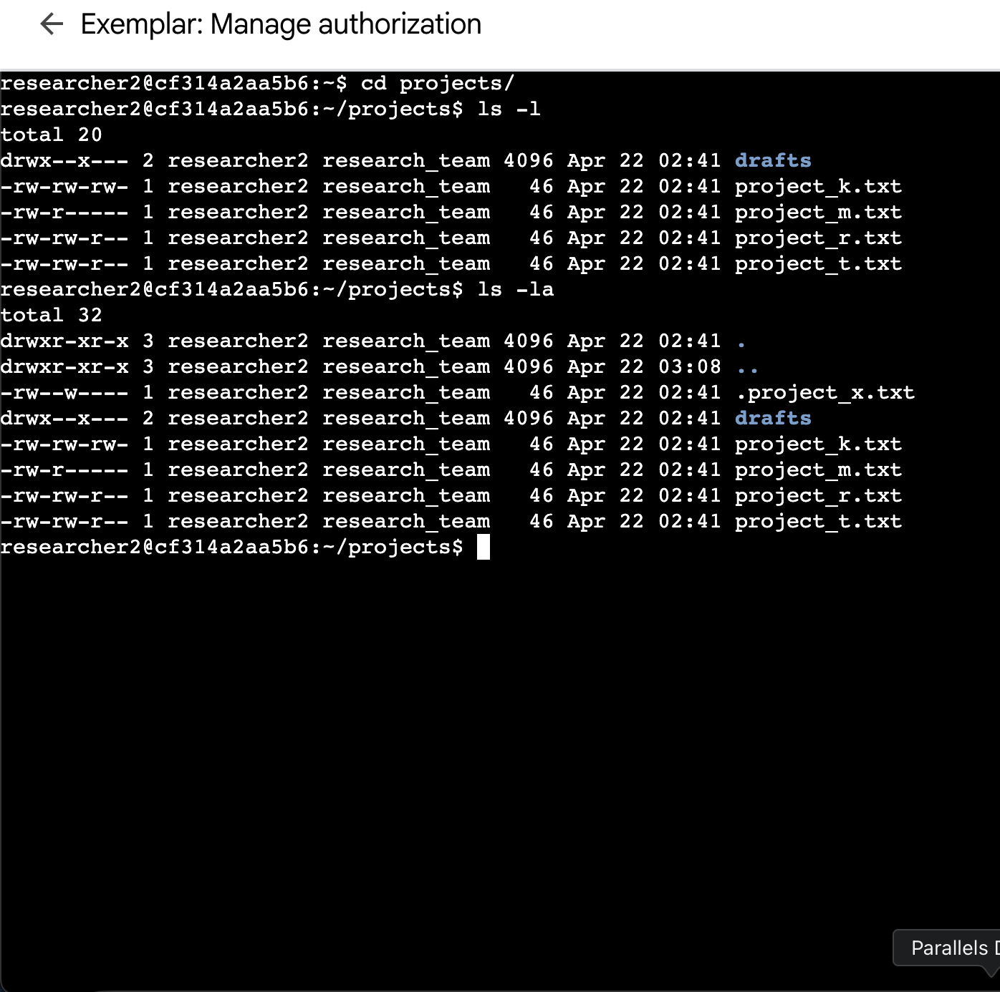 Exemplar: Manage authorization
researcher2@cf314a2aa5b6:~$ cd projects/
researcher2@cf314a2aa5b6:~/projects$ ls -l
total 20
drwx--x--- 2 researcher2 research_team 4096 Apr 22 02:41 drafts
-rw-rw-rw- 1 researcher2 research_team   46 Apr 22 02:41 project_k.txt
-rw-r----- 1 researcher2 research_team   46 Apr 22 02:41 project_m.txt
-rw-rw-r-- 1 researcher2 research_team   46 Apr 22 02:41 project_r.txt
-rw-rw-r-- 1 researcher2 research_team   46 Apr 22 02:41 project_t.txt
researcher2@cf314a2aa5b6:~/projects$ ls -la
total 32
drwxr-xr-x 3 researcher2 research_team 4096 Apr 22 02:41 .
drwxr-xr-x 3 researcher2 research_team 4096 Apr 22 03:08 ..
-rw--w---- 1 researcher2 research_team   46 Apr 22 02:41 .project_x.txt
drwx--x--- 2 researcher2 research_team 4096 Apr 22 02:41 drafts
-rw-rw-rw- 1 researcher2 research_team   46 Apr 22 02:41 project_k.txt
-rw-r----- 1 researcher2 research_team   46 Apr 22 02:41 project_m.txt
-rw-rw-r-- 1 researcher2 research_team   46 Apr 22 02:41 project_r.txt
-rw-rw-r-- 1 researcher2 research_team   46 Apr 22 02:41 project_t.txt
researcher2@cf314a2aa5b6:~/projects$
Parallels